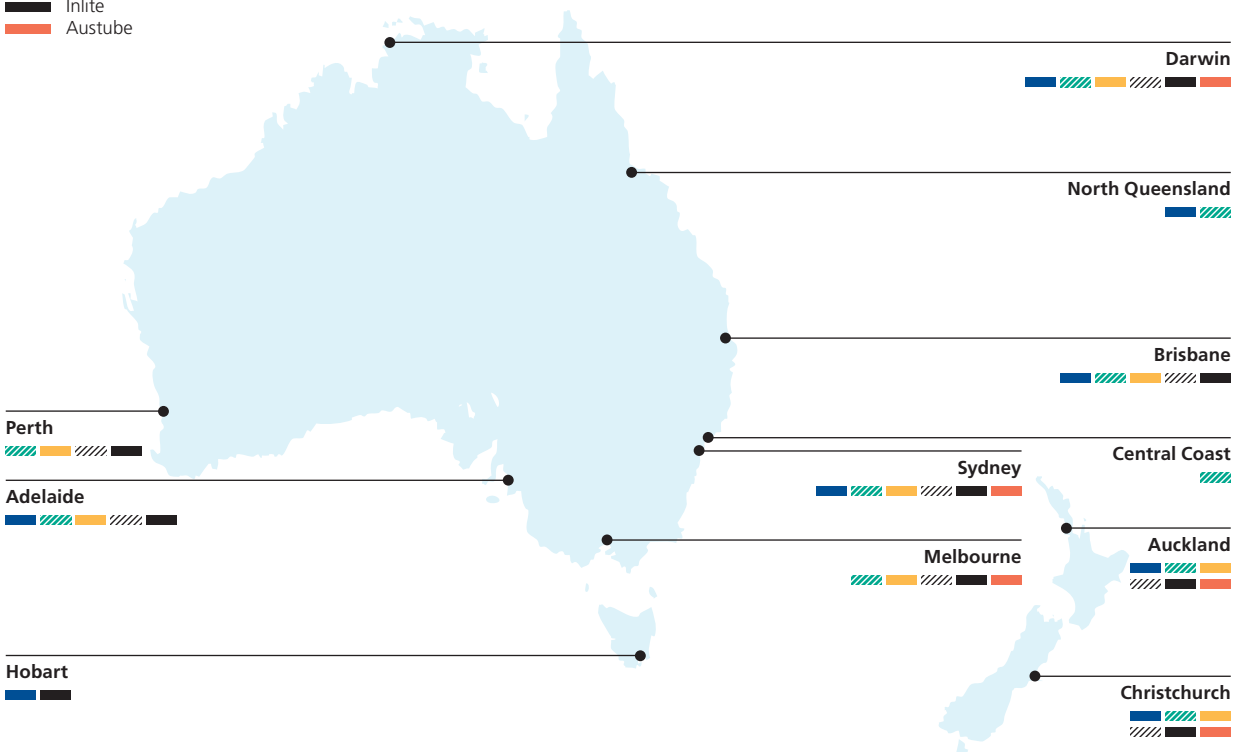 Inlite
Austube
Darwin
North Queensland
Brisbane
Perth
Central Coast
Sydney
Adelaide
Auckland
Melbourne
Hobart
Christchurch